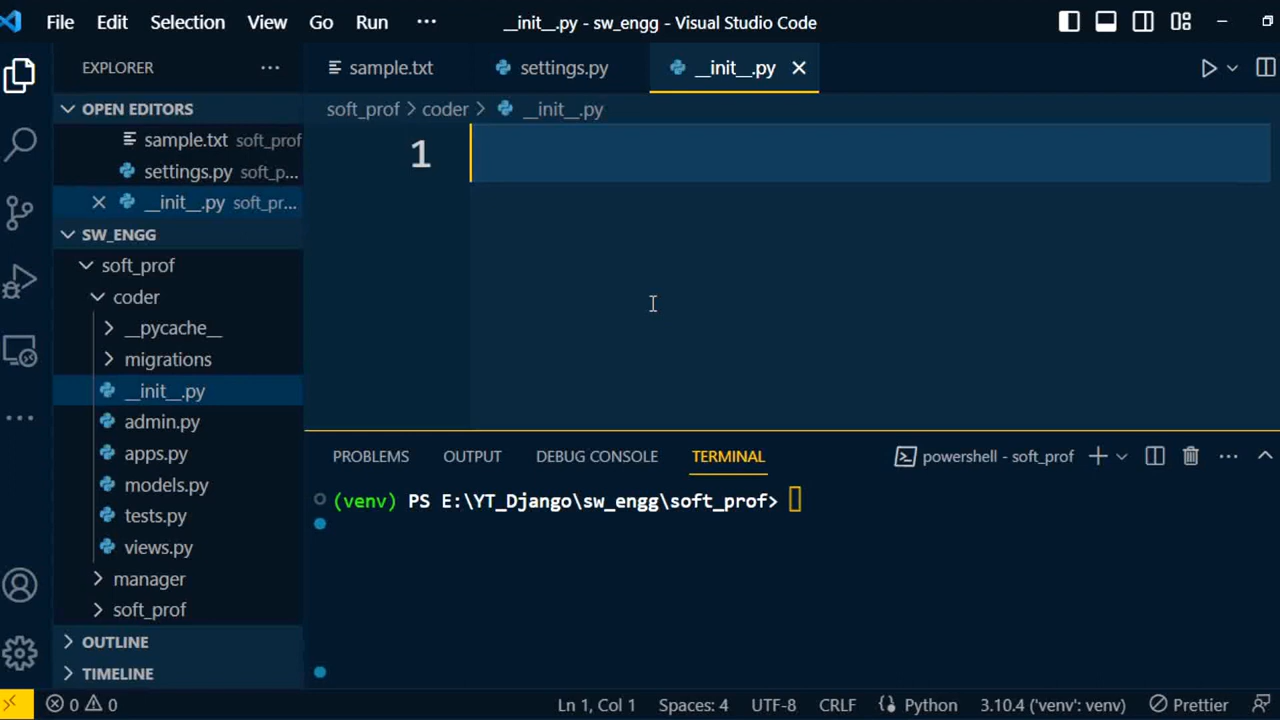 File Edit Selection View Go Run ··· __init__.py - sw_engg - Visual Studio Code
EXPLORER ···
sample.txt settings.py __init__.py
OPEN EDITORS
soft_prof > coder > __init__.py
sample.txt soft_prof
settings.py soft_p...
__init__.py soft_pr...
1
SW_ENGG
soft_prof
coder
__pycache__
migrations
__init__.py
admin.py
apps.py
models.py
tests.py
views.py
manager
soft_prof
OUTLINE
TIMELINE
PROBLEMS OUTPUT DEBUG CONSOLE TERMINAL powershell - soft_prof
(venv) PS E:\YT_Django\sw_engg\soft_prof>
0 0 Ln 1, Col 1 Spaces: 4 UTF-8 CRLF Python 3.10.4 ('venv': venv) Prettier